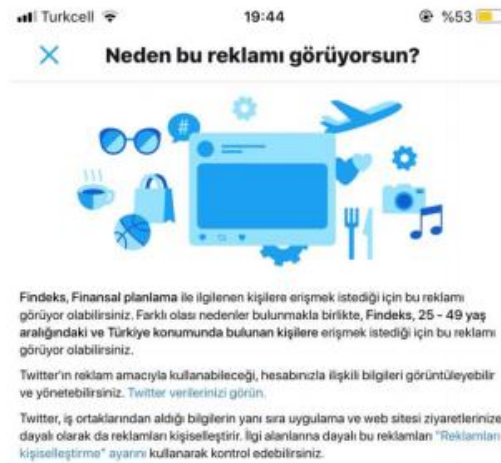 Turkcell 19:44 %53
Neden bu reklamı görüyorsun?
#
Findeks, Finansal planlama ile ilgilenen kişilere erişmek istediği için bu reklamı
görüyor olabilirsiniz. Farklı olası nedenler bulunmakla birlikte, Findeks, 25 - 49 yaş
aralığındaki ve Türkiye konumunda bulunan kişilere erişmek istediği için bu reklamı
görüyor olabilirsiniz.
Twitter'ın reklam amacıyla kullanabileceği, hesabınızla ilişkili bilgileri görüntüleyebilir
ve yönetebilirsiniz. Twitter verilerinizi görün.
Twitter, iş ortaklarından aldığı bilgilerin yanı sıra uygulama ve web sitesi ziyaretlerinize
dayalı olarak da reklamları kişiselleştirir. İlgi alanlarına dayalı bu reklamları "Reklamları
kişiselleştirme" ayarını kullanarak kontrol edebilirsiniz.